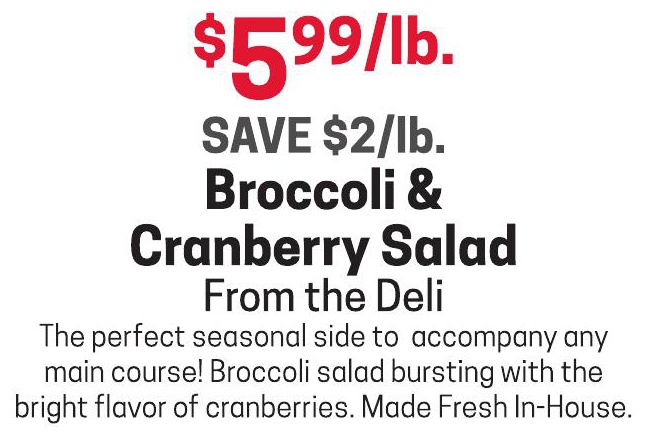 $5.99/lb.
SAVE $2/lb.
Broccoli &
Cranberry Salad
From the Deli
The perfect seasonal side to accompany any
main course! Broccoli salad bursting with the
bright flavor of cranberries. Made Fresh In-House.